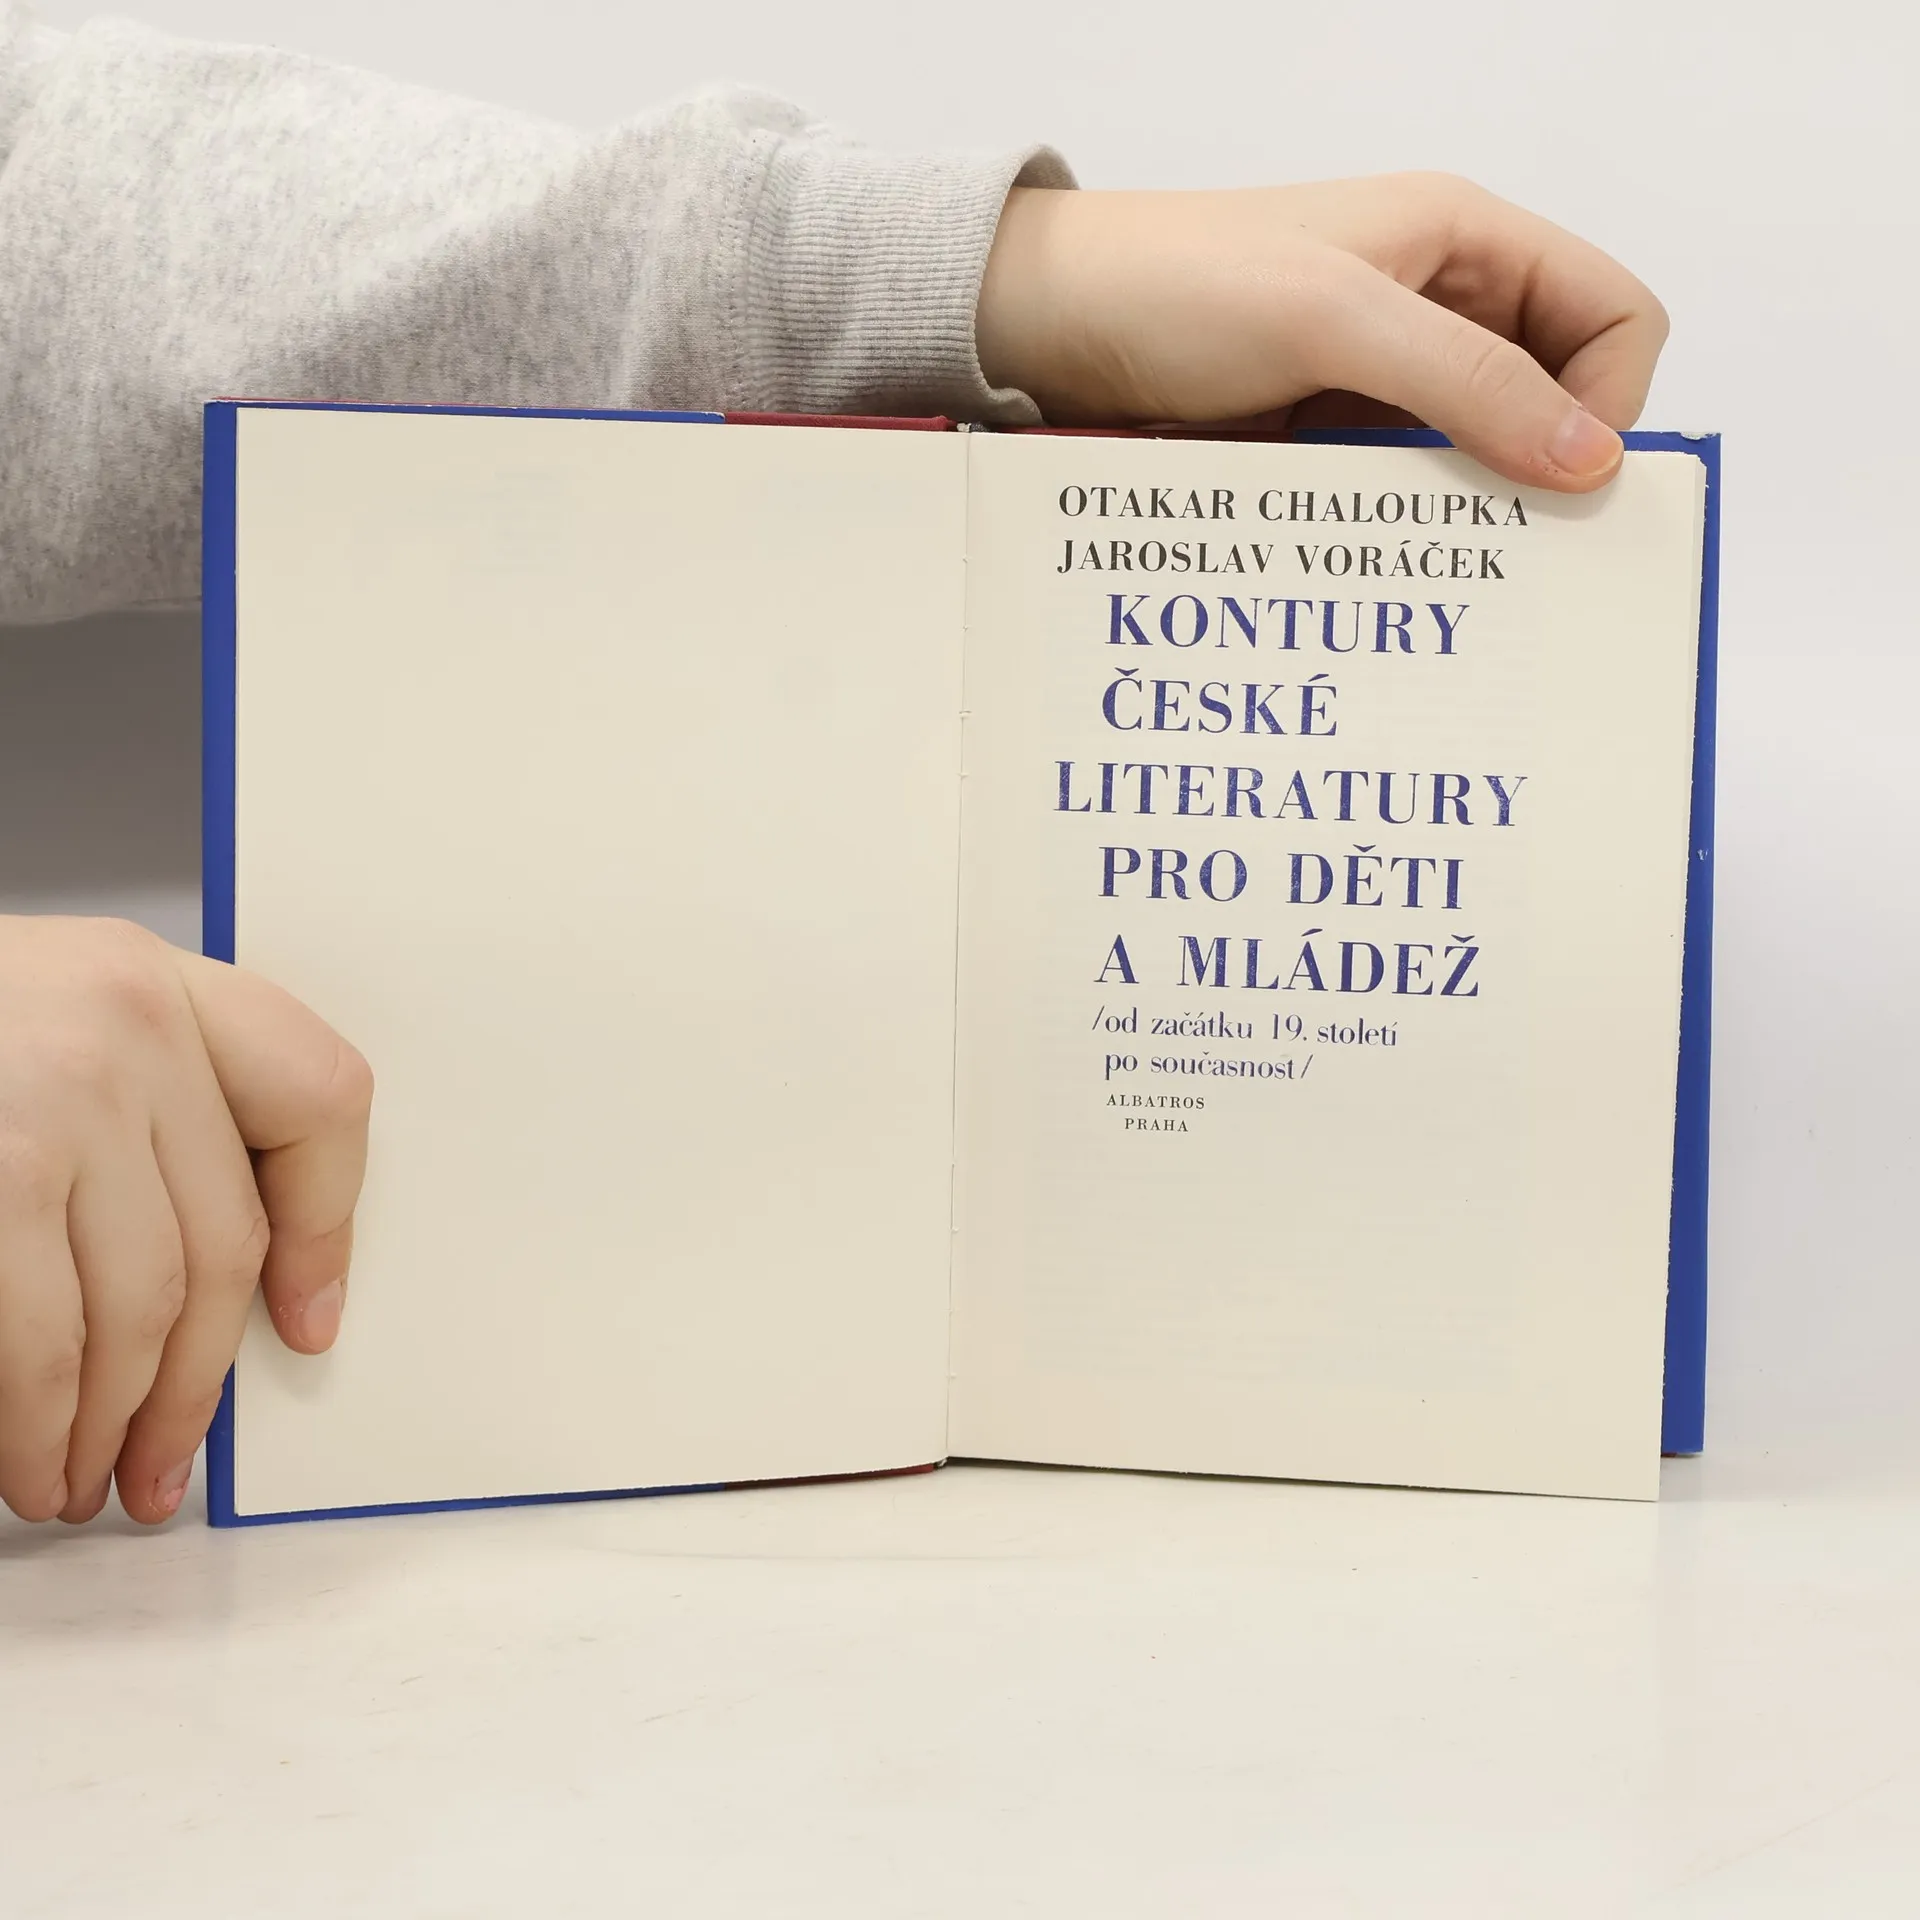 OTAKAR CHALOUPKA
JAROSLAV VORÁČEK
KONTURY
ČESKÉ
LITERATURY
PRO DĚTI
A MLÁDEŽ
/od začátku 19. století
po současnost/
ALBATROS
PRAHA